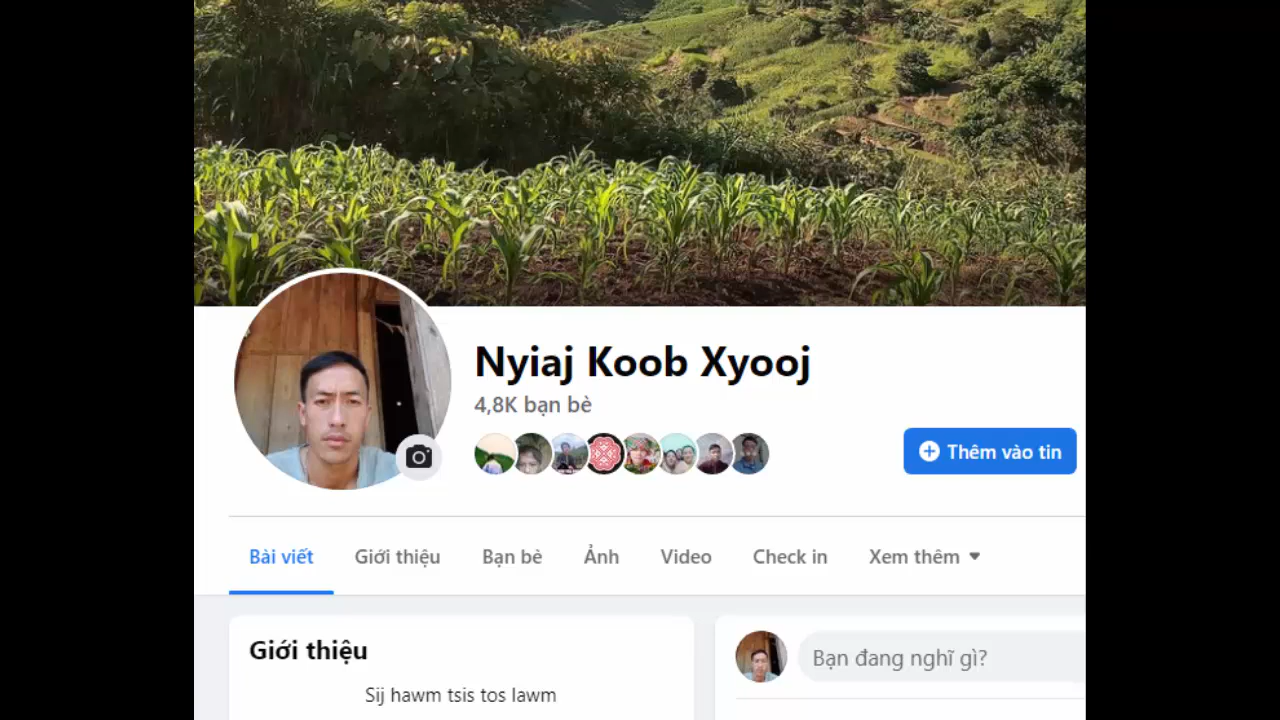 Nyiaj Koob Xyooj
4,8K bạn bè
Thêm vào tin
Bài viết Giới thiệu Bạn bè Ảnh Video Check in Xem thêm
Giới thiệu
Sij hawm tsis tos lawm
Bạn đang nghĩ gì?